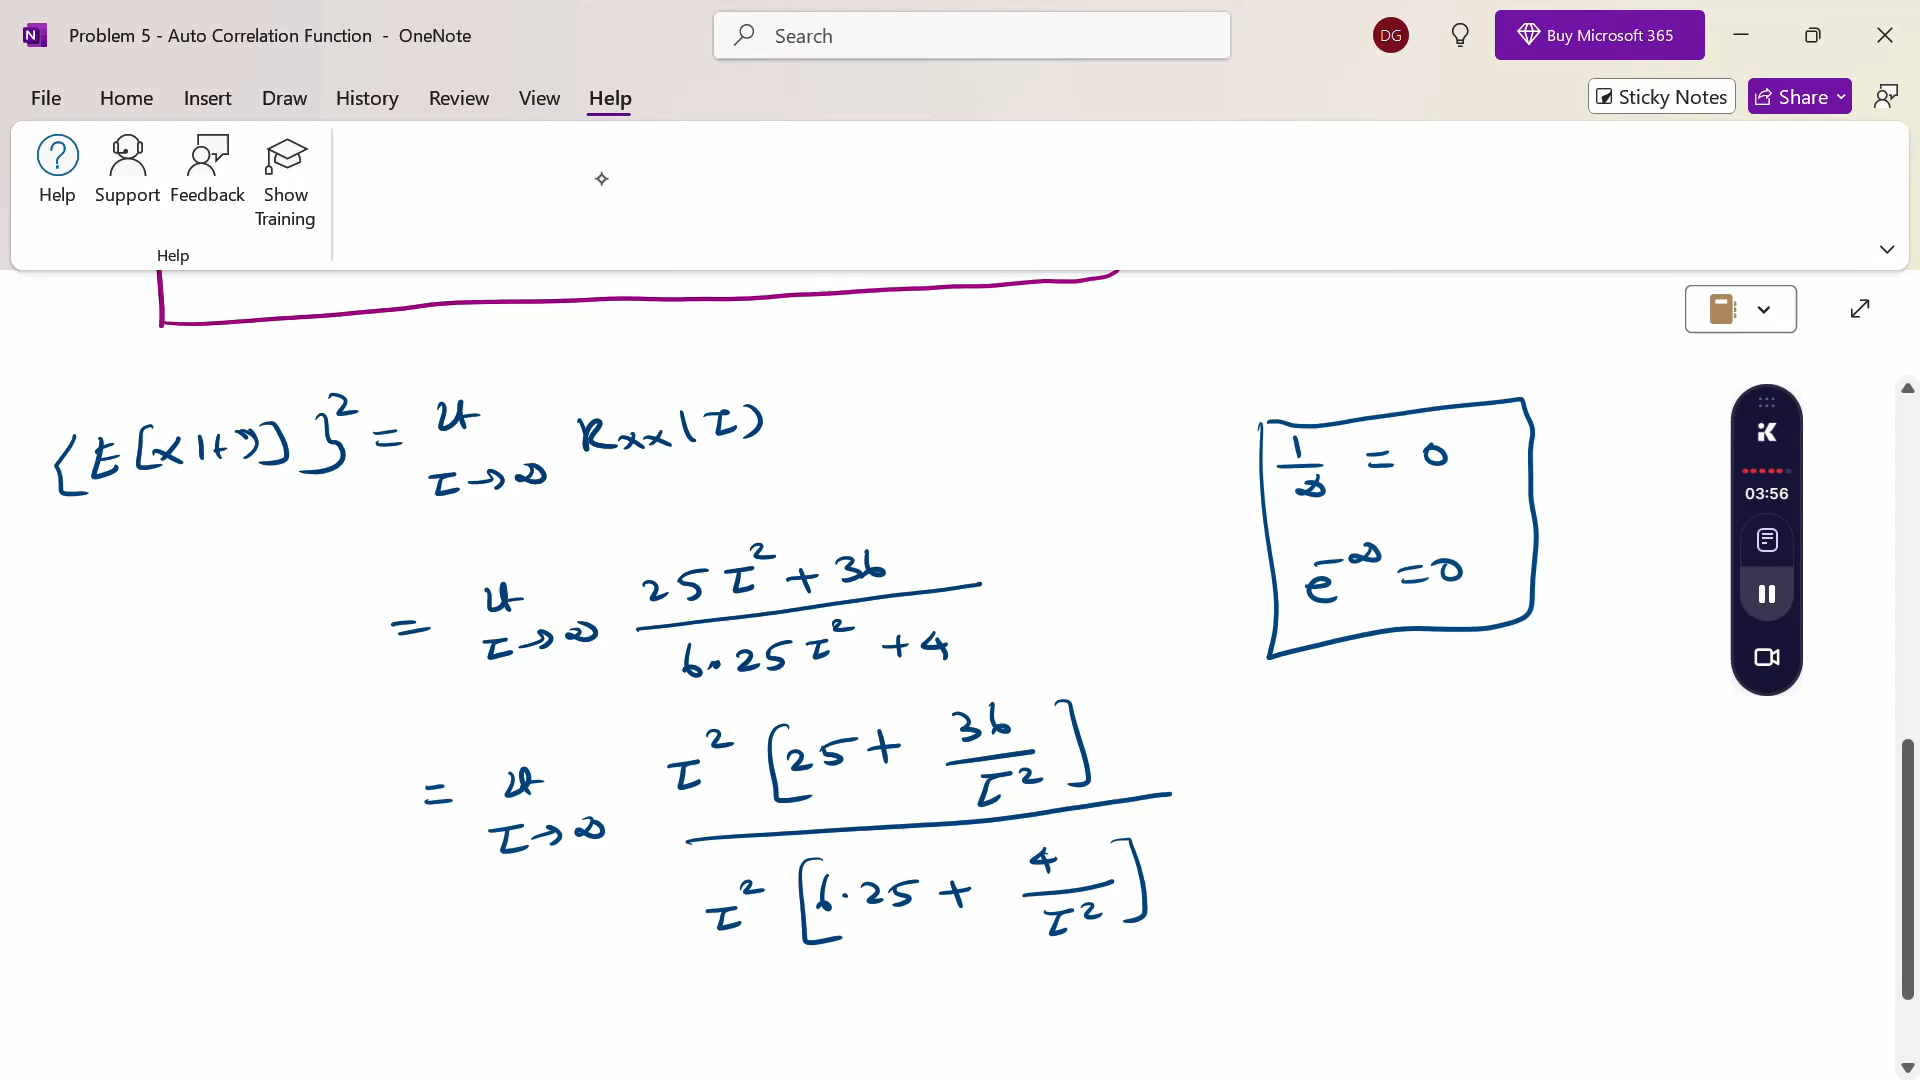 Problem 5 - Auto Correlation Function - OneNote
Search
DG
Buy Microsoft 365
File Home Insert Draw History Review View Help
Sticky Notes
Share
Help Support Feedback Show Training
Help
{E[X(t)]}² = lt τ→∞ Rxx(τ)
= lt τ→∞ (25τ² + 36) / (6.25τ² + 4)
= lt τ→∞ τ²[25 + 36/τ²] / τ²[6.25 + 4/τ²]
1/∞ = 0
e^-∞ = 0
03:56